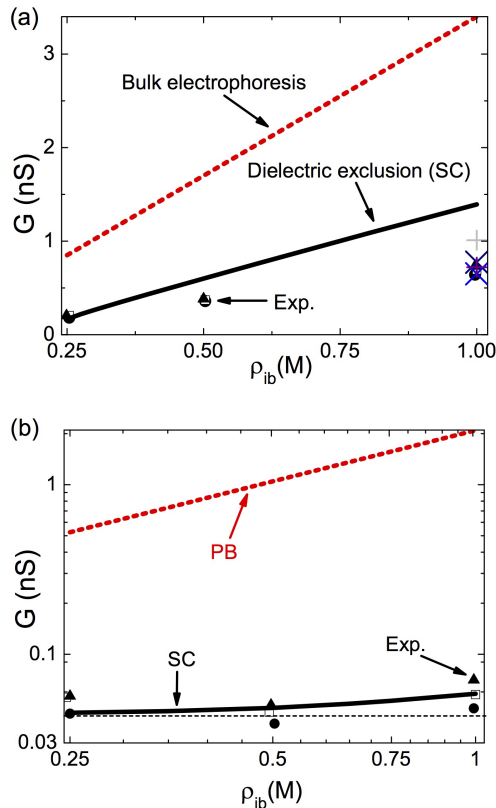 (a)
3
2
1
0
G (nS)
Bulk electrophoresis
Dielectric exclusion (SC)
Exp.
0.25
0.50
0.75
1.00
ρib(M)
(b)
1
0.1
0.03
G (nS)
PB
SC
Exp.
0.25
0.5
0.75
1
ρib(M)